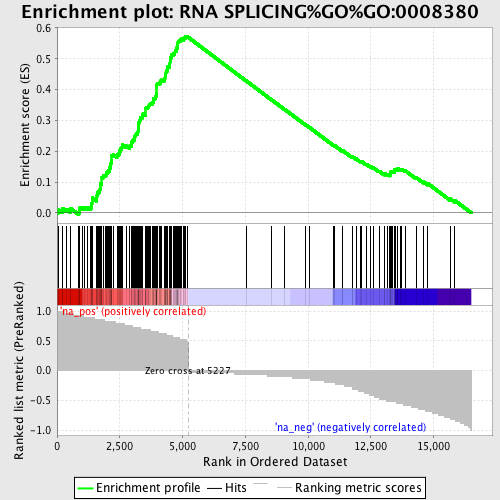 Enrichment plot: RNA SPLICING%GO%GO:0008380
Enrichment score (ES)
0.6
0.5
0.4
0.3
0.2
0.1
0.0
Ranked list metric (PreRanked)
1.0
0.5
0.0
-0.5
-1.0
'na_pos' (positively correlated)
Zero cross at 5227
'na_neg' (negatively correlated)
0 2,500 5,000 7,500 10,000 12,500 15,000
Rank in Ordered Dataset
Enrichment profile Hits Ranking metric scores